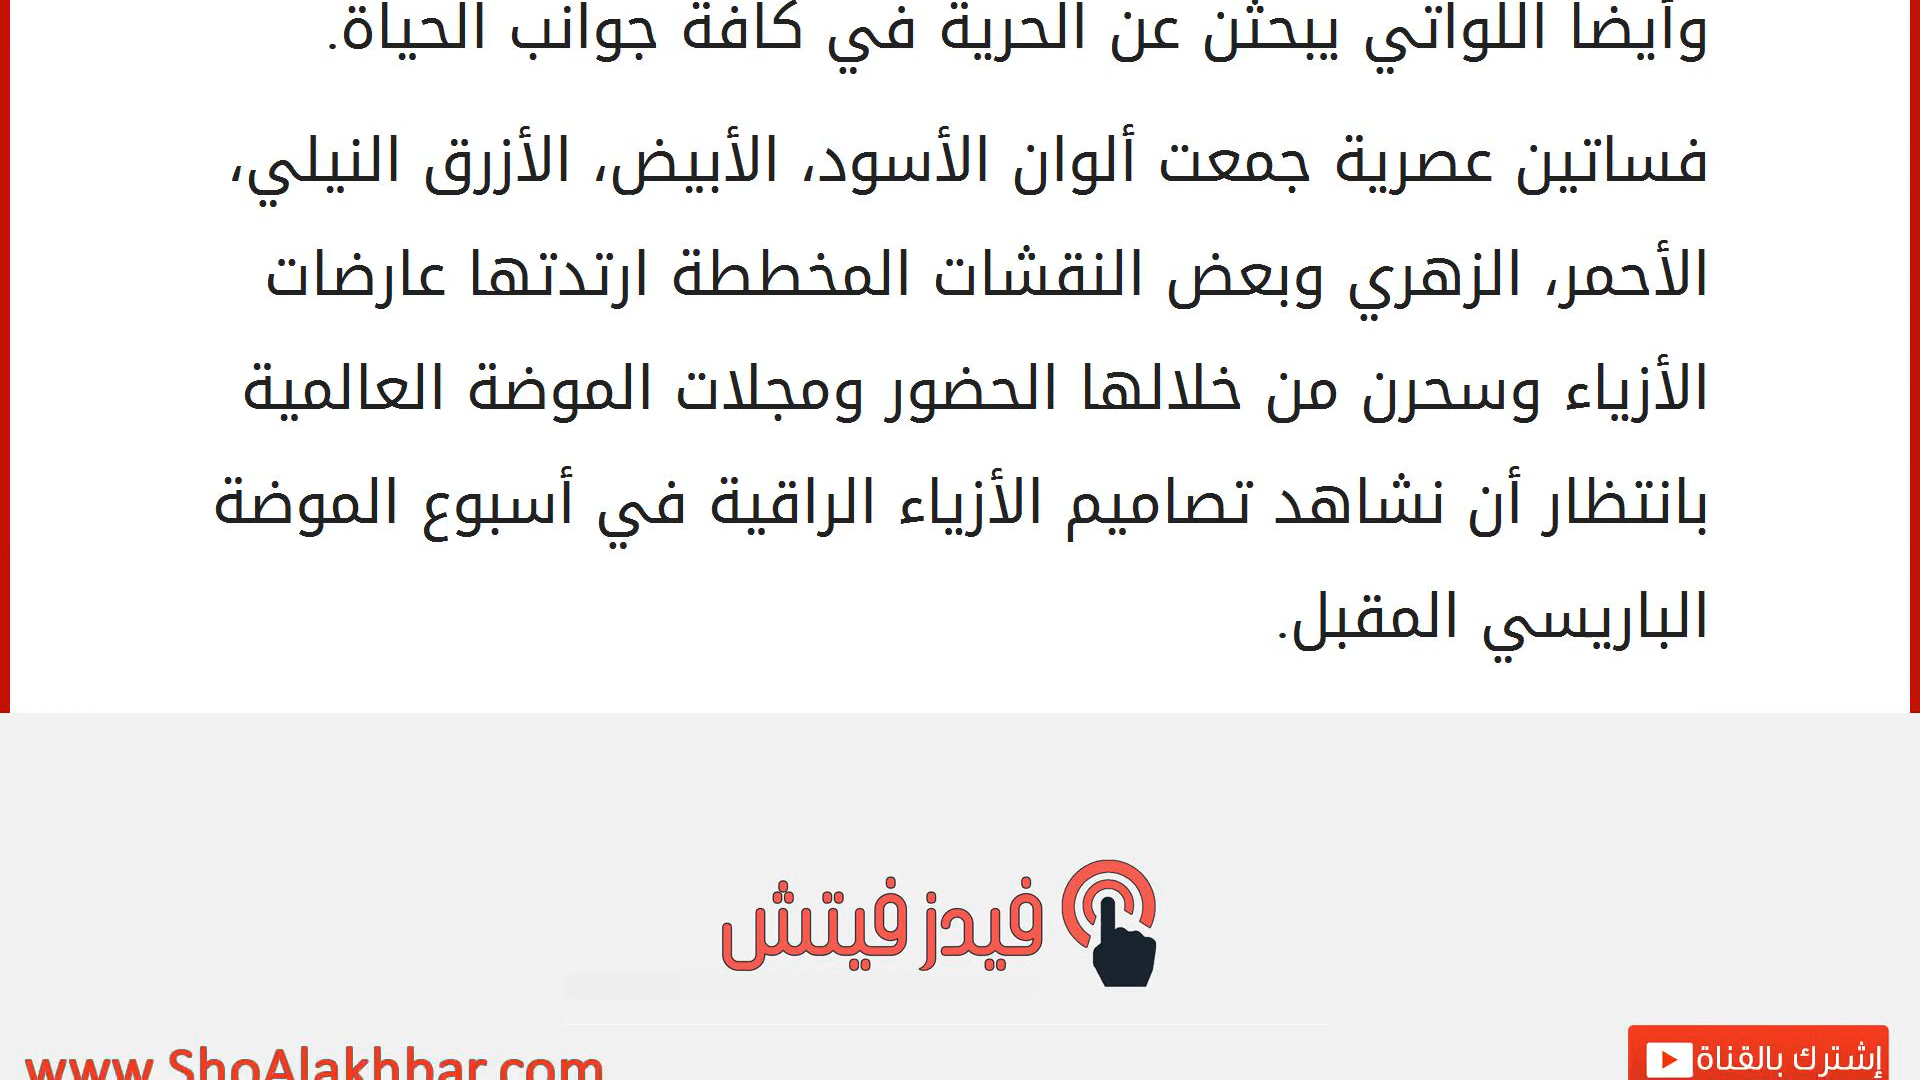 وأيضا اللواتي يبحثن عن الحرية في كافة جوانب الحياة.
فساتين عصرية جمعت ألوان الأسود، الأبيض، الأزرق النيلي،
الأحمر، الزهري وبعض النقشات المخططة ارتدتها عارضات
الأزياء وسحرن من خلالها الحضور ومجلات الموضة العالمية
بانتظار أن نشاهد تصاميم الأزياء الراقية في أسبوع الموضة
الباريسي المقبل.
فيدز فيتش
www.ShoAlakhbar.com
إشترك بالقناة